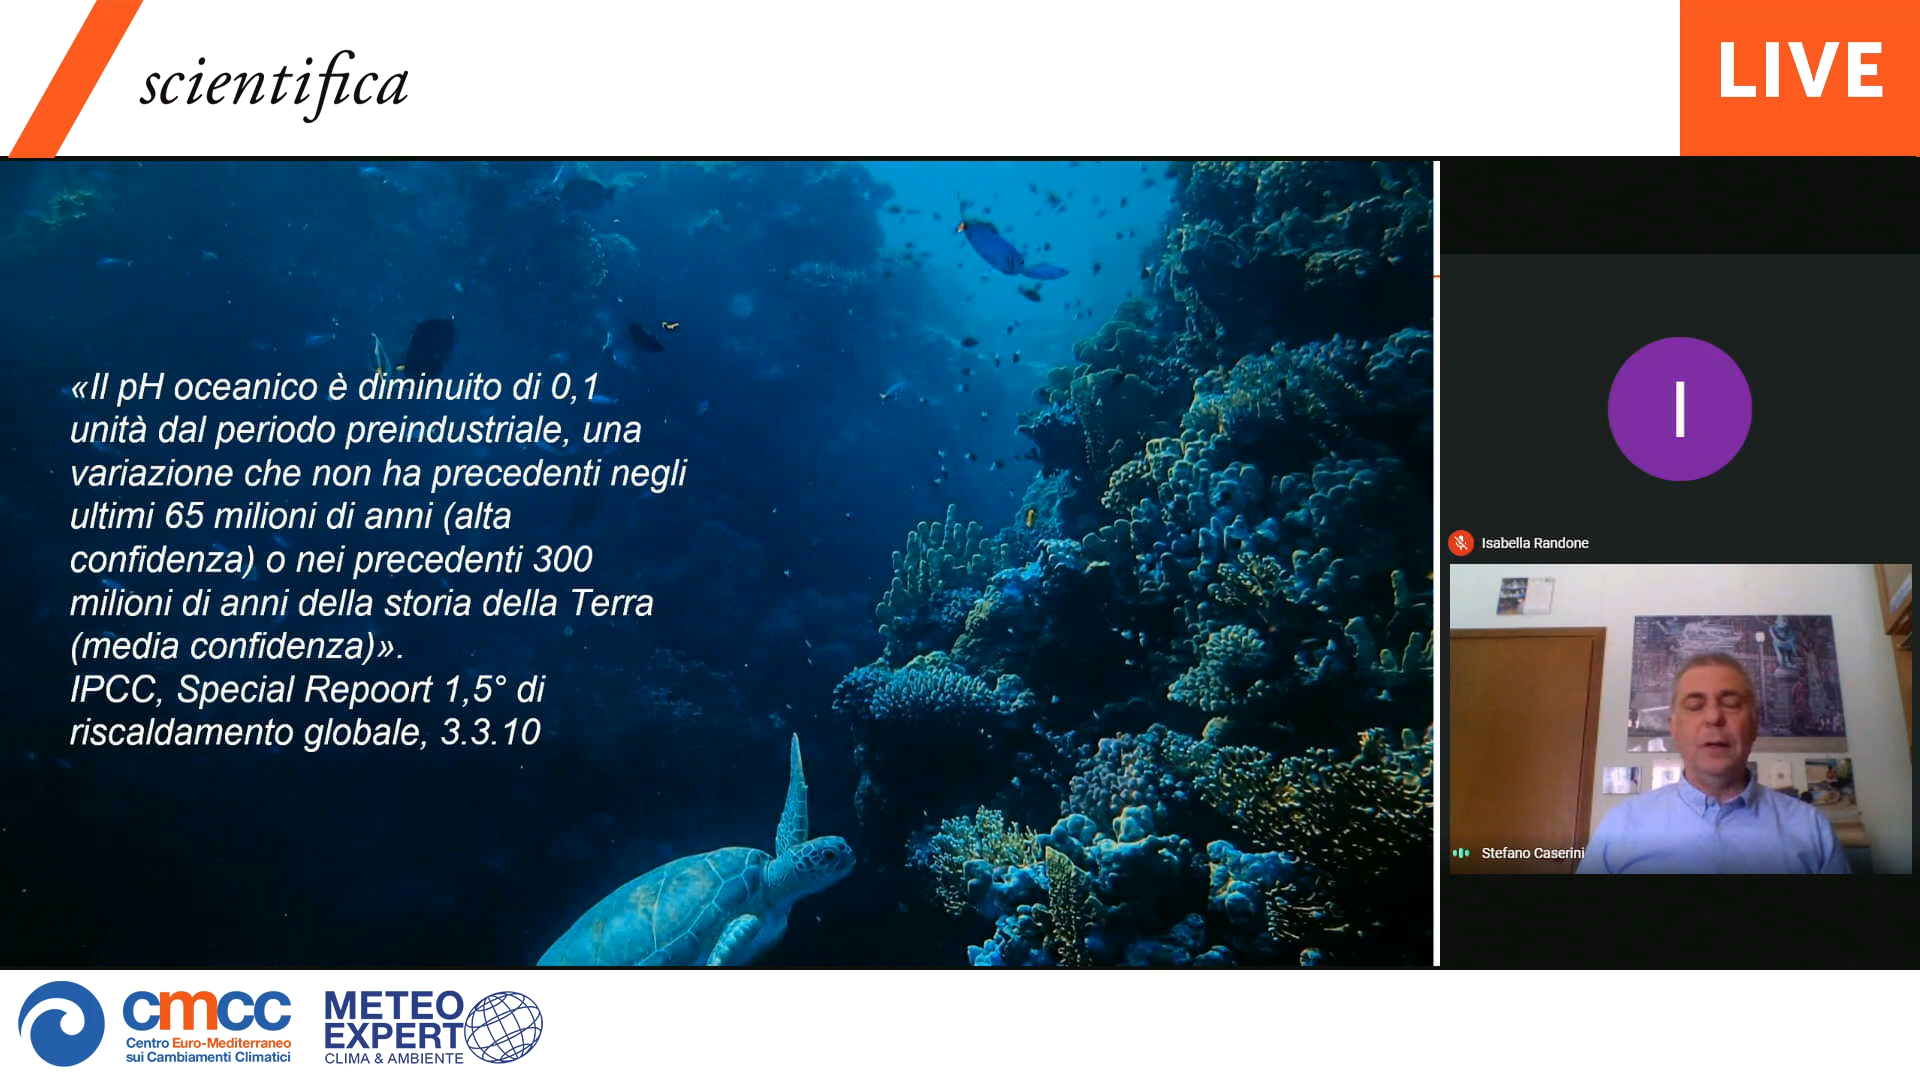 scientifica
LIVE
«Il pH oceanico è diminuito di 0,1
unità dal periodo preindustriale, una
variazione che non ha precedenti negli
ultimi 65 milioni di anni (alta
confidenza) o nei precedenti 300
milioni di anni della storia della Terra
(media confidenza)».
IPCC, Special Repoort 1,5° di
riscaldamento globale, 3.3.10
I
Isabella Randone
Stefano Caserini
cmcc
Centro Euro-Mediterraneo
sui Cambiamenti Climatici
METEO
EXPERT
CLIMA & AMBIENTE